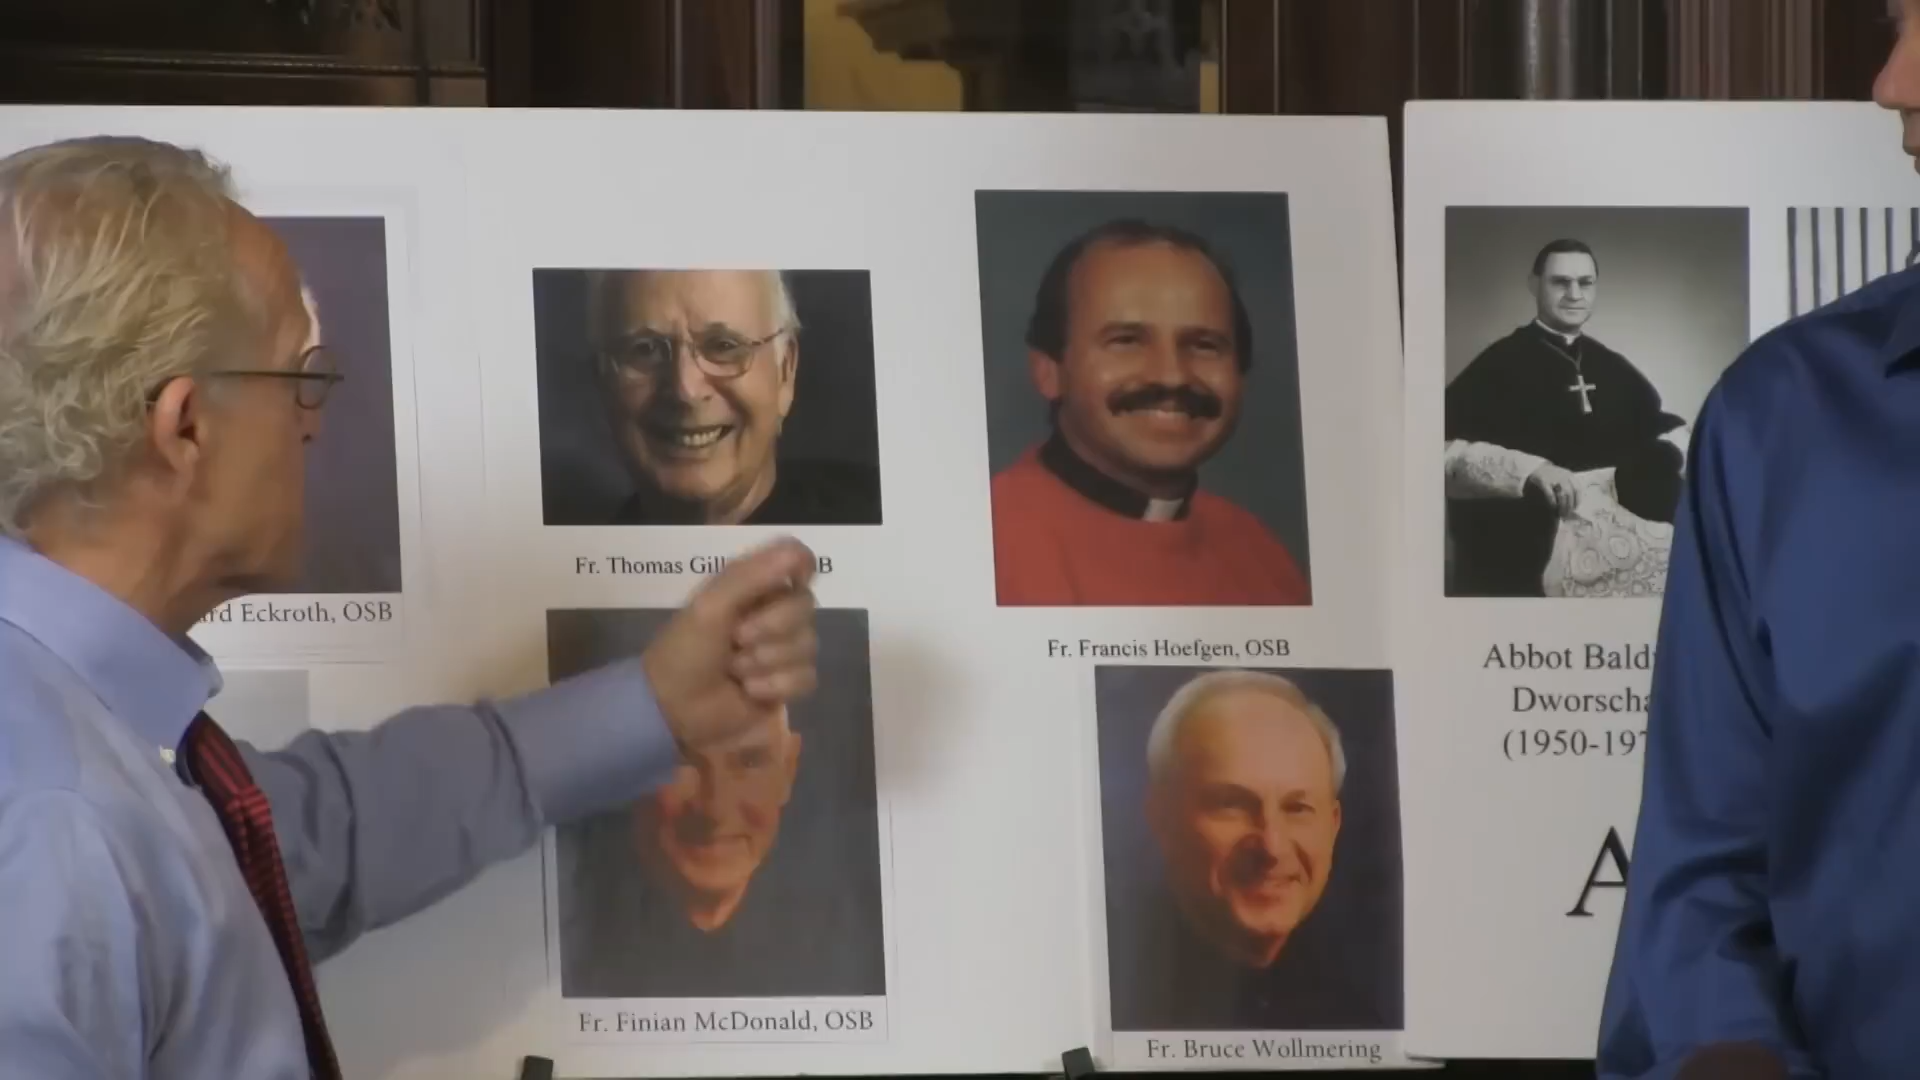 Fr. Thomas Gill
B
rd Eckroth, OSB
Fr. Francis Hoefgen, OSB
Fr. Finian McDonald, OSB
Fr. Bruce Wollmering
Abbot Bald
Dworscha
(1950-19
A